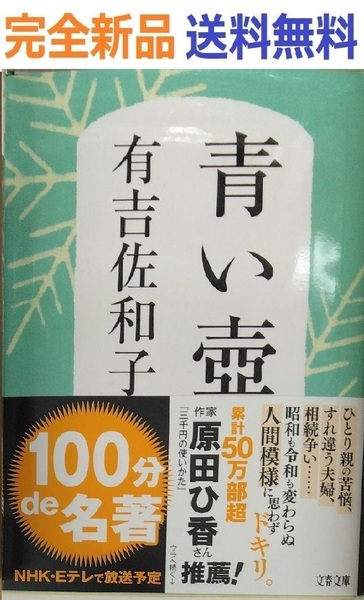 完全新品 送料無料
青い壺
有吉佐和子
ひとり親の苦悩、
すれ違う夫婦、
相続争い……
昭和も令和も変わらぬ
人間模様に思わず
ドキリ。
累計50万部超
作家
『三千円の使いかた』
原田ひ香さん
推薦!
ウラへ続く→
100分
de名著
NHK・Eテレで放送予定
文春文庫